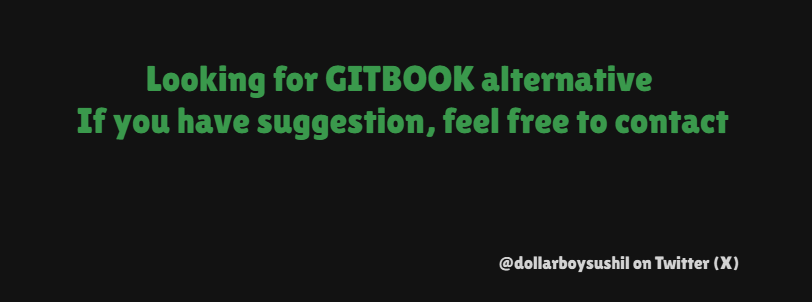 Looking for GITBOOK alternative
If you have suggestion, feel free to contact
@dollarboysushil on Twitter (X)